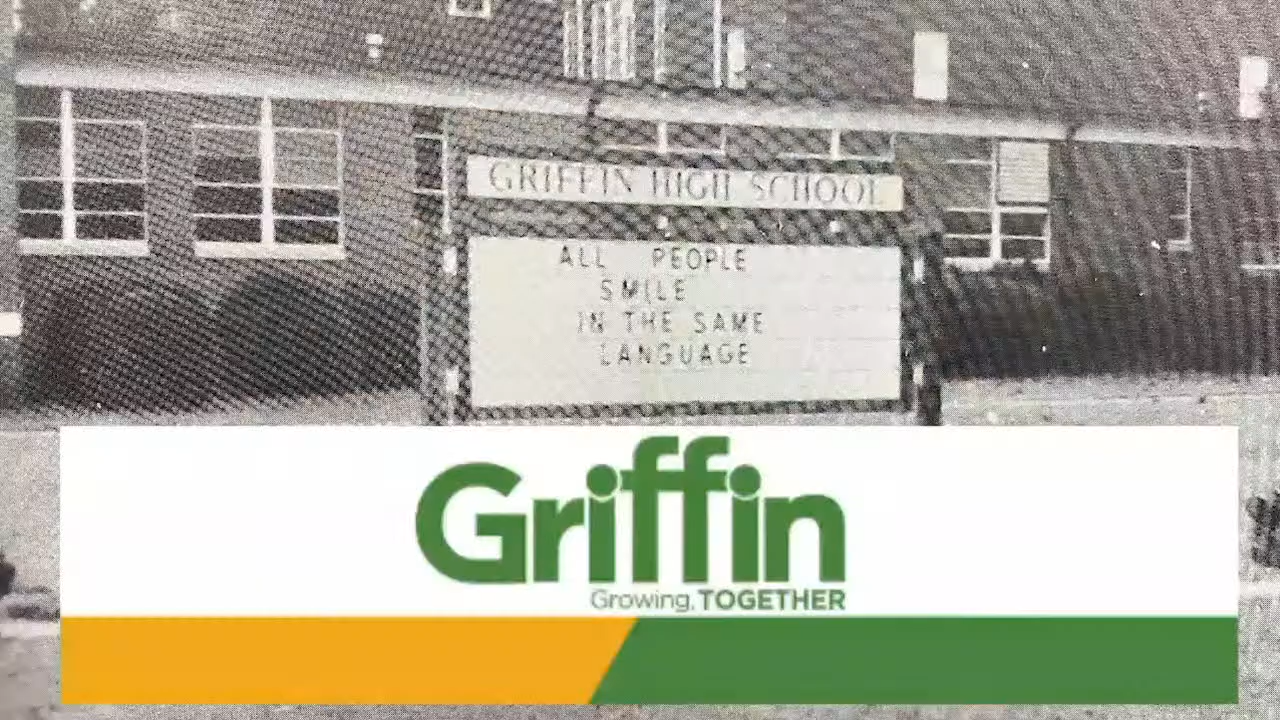 GRIFFIN HIGH SCHOOL
ALL PEOPLE
SMILE
IN THE SAME
LANGUAGE
Griffin
Growing. TOGETHER